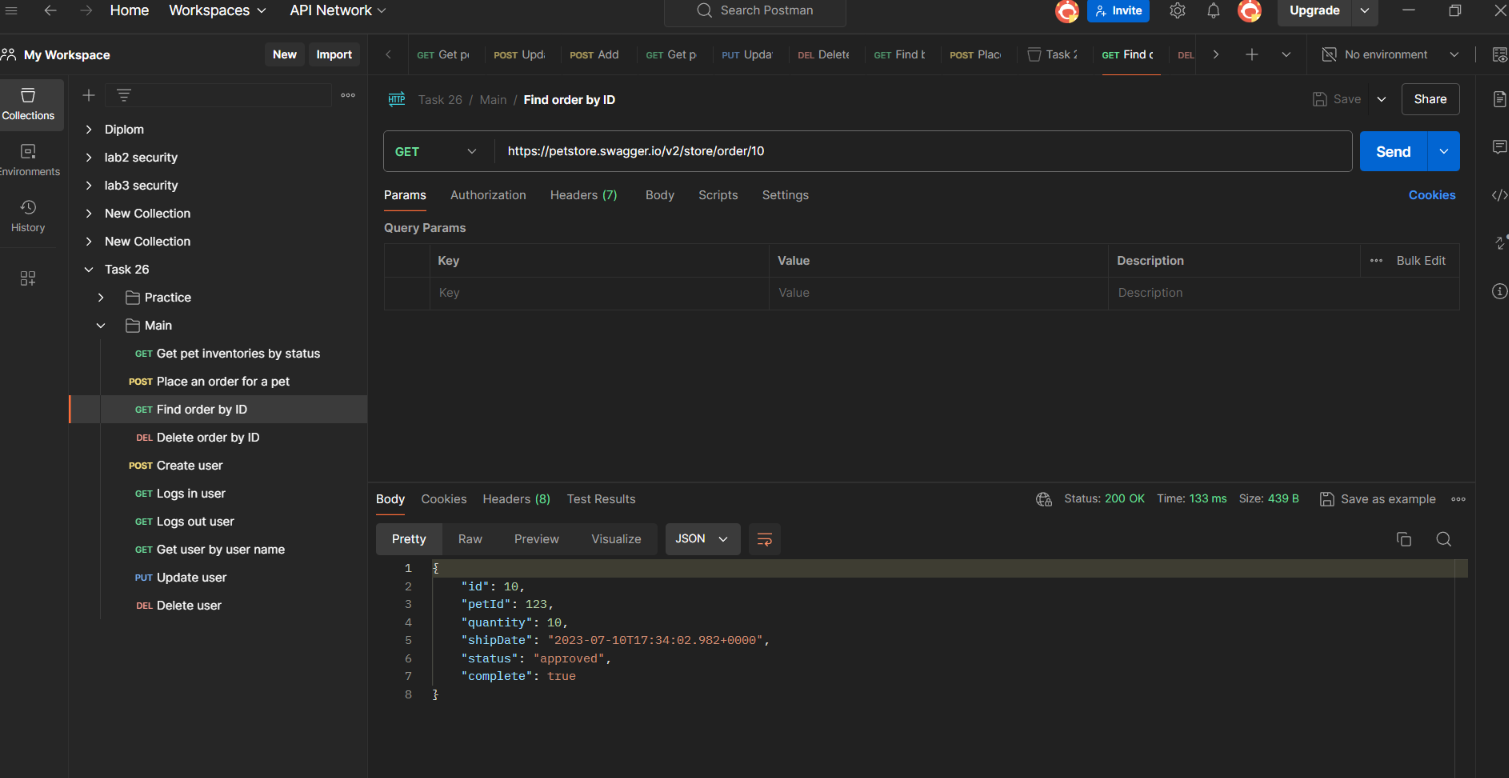 Home Workspaces API Network Search Postman Invite Upgrade
My Workspace New Import GET Get p POST Upd POST Add GET Get p PUT Upda DEL Delete GET Find POST Plac Task 2 GET Find DEL No environment
Collections
Environments
History
Diplom
lab2 security
lab3 security
New Collection
New Collection
Task 26
Practice
Main
GET Get pet inventories by status
POST Place an order for a pet
GET Find order by ID
DEL Delete order by ID
POST Create user
GET Logs in user
GET Logs out user
GET Get user by user name
PUT Update user
DEL Delete user
HTTP Task 26 / Main / Find order by ID Save Share
GET https://petstore.swagger.io/v2/store/order/10 Send
Params Authorization Headers (7) Body Scripts Settings Cookies
Query Params
Key Value Description Bulk Edit
Key Value Description
Body Cookies Headers (8) Test Results Status: 200 OK Time: 133 ms Size: 439 B Save as example
Pretty Raw Preview Visualize JSON
1 {
2 "id": 10,
3 "petId": 123,
4 "quantity": 10,
5 "shipDate": "2023-07-10T17:34:02.982+0000",
6 "status": "approved",
7 "complete": true
8 }